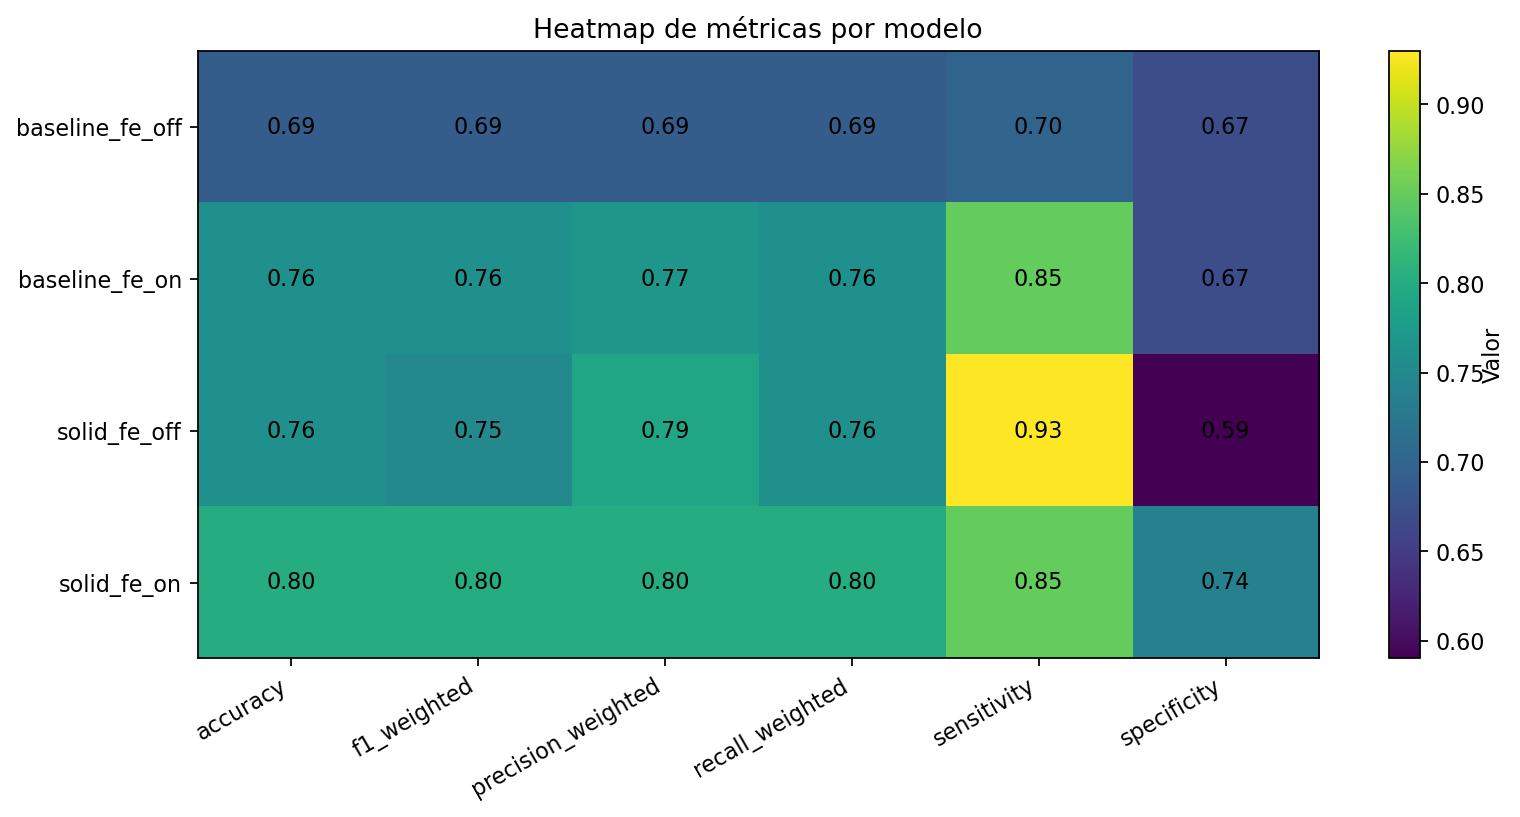 Heatmap de métricas por modelo
baseline_fe_off 0.69 0.69 0.69 0.69 0.70 0.67
baseline_fe_on 0.76 0.76 0.77 0.76 0.85 0.67
solid_fe_off 0.76 0.75 0.79 0.76 0.93 0.59
solid_fe_on 0.80 0.80 0.80 0.80 0.85 0.74
accuracy f1_weighted precision_weighted recall_weighted sensitivity specificity
0.90
0.85
0.80
0.75
0.70
0.65
0.60
Valor